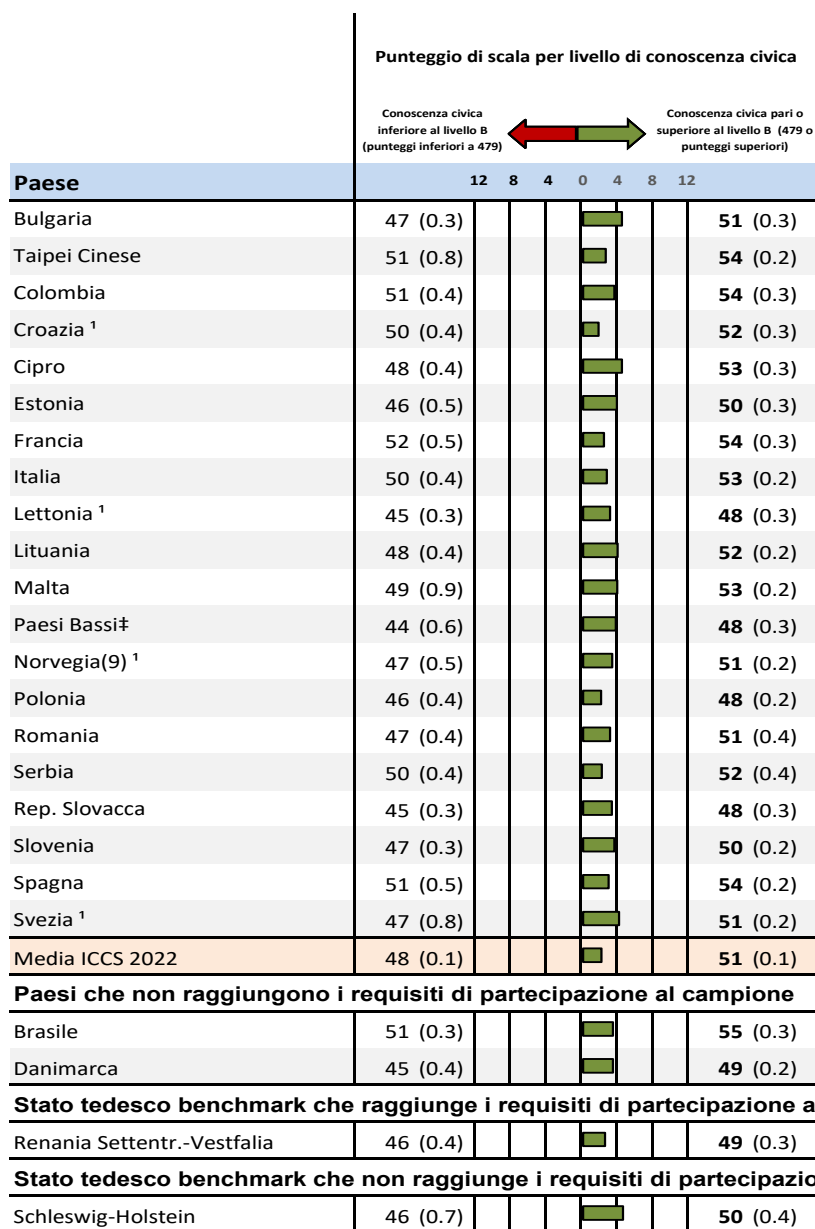 Punteggio di scala per livello di conoscenza civica
Conoscenza civica inferiore al livello B (punteggi inferiori a 479)
Conoscenza civica pari o superiore al livello B (479 o punteggi superiori)
Paese 12 8 4 0 4 8 12
Bulgaria 47 (0.3) 51 (0.3)
Taipei Cinese 51 (0.8) 54 (0.2)
Colombia 51 (0.4) 54 (0.3)
Croazia ¹ 50 (0.4) 52 (0.3)
Cipro 48 (0.4) 53 (0.3)
Estonia 46 (0.5) 50 (0.3)
Francia 52 (0.5) 54 (0.3)
Italia 50 (0.4) 53 (0.2)
Lettonia ¹ 45 (0.3) 48 (0.3)
Lituania 48 (0.4) 52 (0.2)
Malta 49 (0.9) 53 (0.2)
Paesi Bassi‡ 44 (0.6) 48 (0.3)
Norvegia(9) ¹ 47 (0.5) 51 (0.2)
Polonia 46 (0.4) 48 (0.2)
Romania 47 (0.4) 51 (0.4)
Serbia 50 (0.4) 52 (0.4)
Rep. Slovacca 45 (0.3) 48 (0.3)
Slovenia 47 (0.3) 50 (0.2)
Spagna 51 (0.5) 54 (0.2)
Svezia ¹ 47 (0.8) 51 (0.2)
Media ICCS 2022 48 (0.1) 51 (0.1)
Paesi che non raggiungono i requisiti di partecipazione al campione
Brasile 51 (0.3) 55 (0.3)
Danimarca 45 (0.4) 49 (0.2)
Stato tedesco benchmark che raggiunge i requisiti di partecipazione a
Renania Settentr.-Vestfalia 46 (0.4) 49 (0.3)
Stato tedesco benchmark che non raggiunge i requisiti di partecipazio
Schleswig-Holstein 46 (0.7) 50 (0.4)